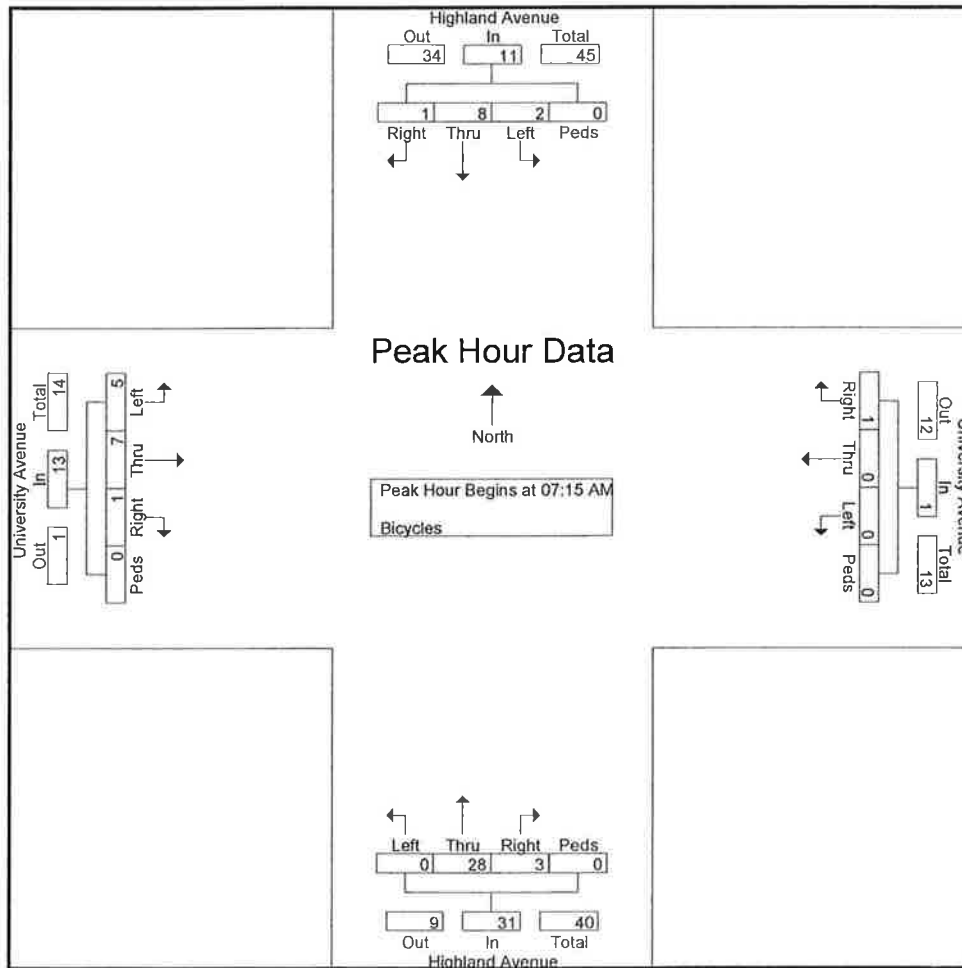 Highland Avenue
Out In Total
34 11 45
1 8 2 0
Right Thru Left Peds
Peak Hour Data
North
Peak Hour Begins at 07:15 AM
Bicycles
University Avenue
Total In Out
14 13 1
5 7 1 0
Left Thru Right Peds
Right Thru Left Peds
1 0 0 0
Out In Total
12 1 13
University Avenue
Left Thru Right Peds
0 28 3 0
9 31 40
Out In Total
Highland Avenue